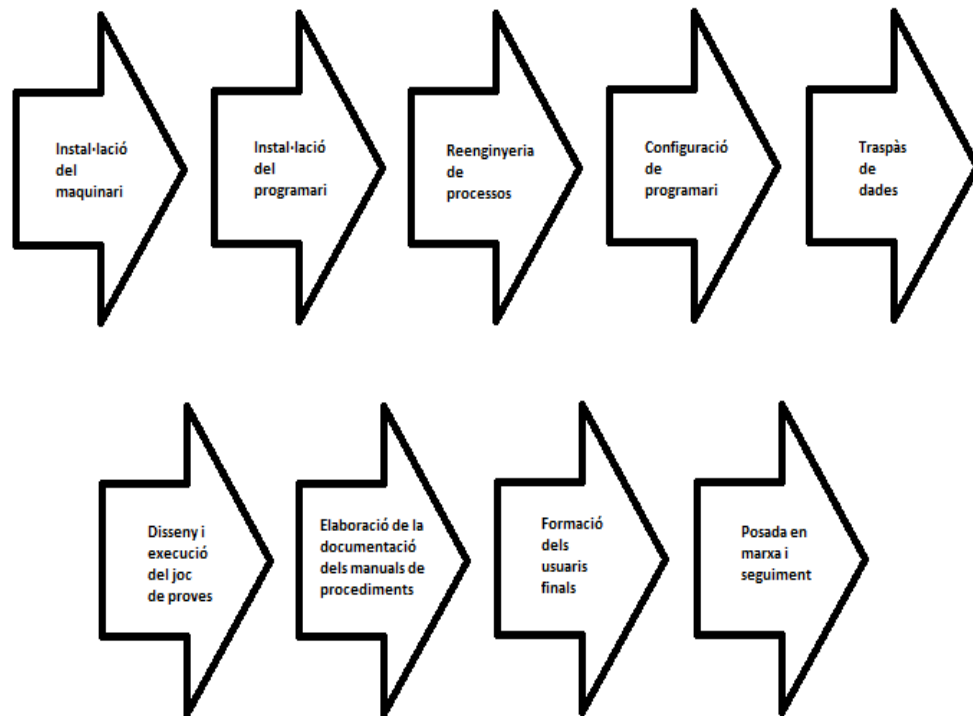 Instal·lació
del
maquinari
Instal·lació
del
programari
Reenginyeria
de
processos
Configuració
de
programari
Traspàs
de
dades
Disseny i
execució
del joc
de proves
Elaboració de la
documentació
dels manuals de
procediments
Formació
dels
usuaris
finals
Posada en
marxa i
seguiment